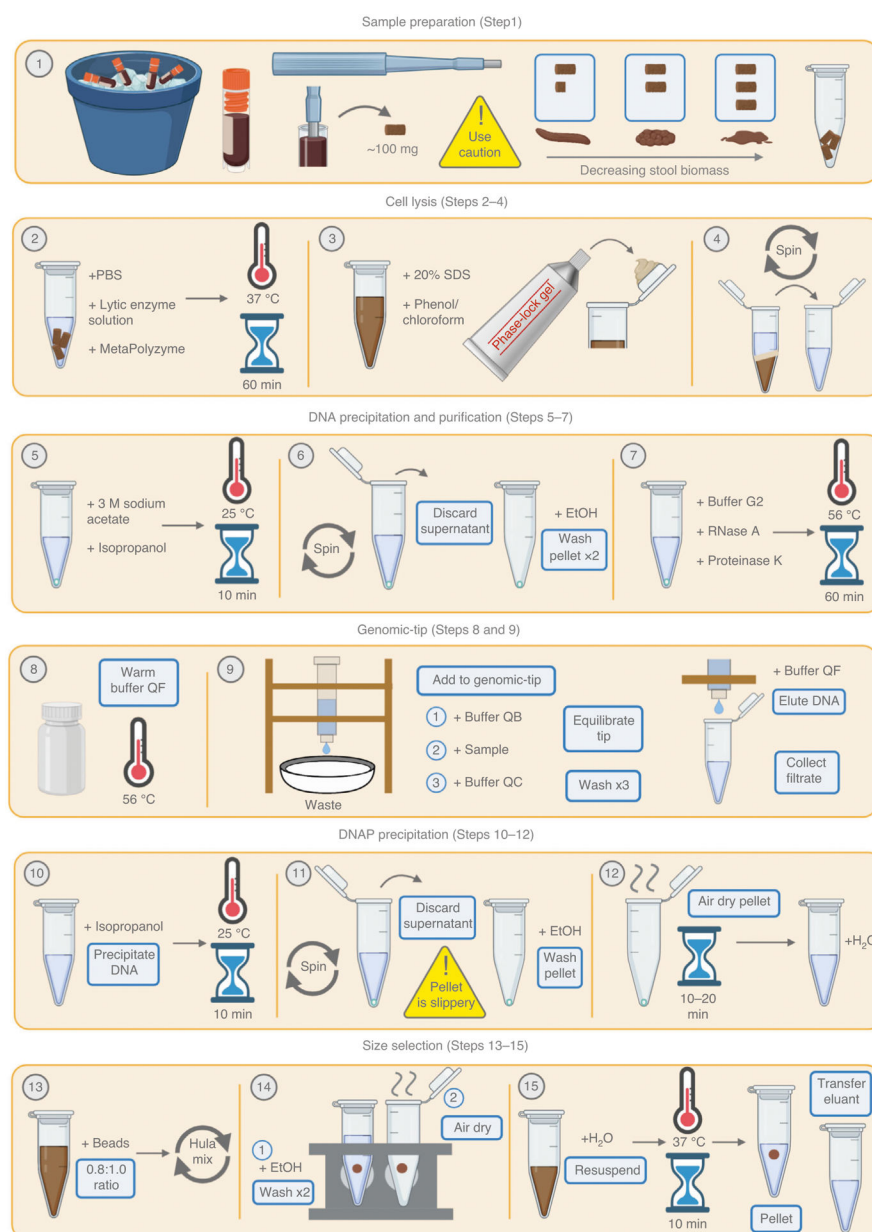 Sample preparation (Step1)
1
~100 mg
!
Use
caution
Decreasing stool biomass
Cell lysis (Steps 2–4)
2
+PBS
+ Lytic enzyme
solution
+ MetaPolyzyme
37 °C
60 min
3
+ 20% SDS
+ Phenol/
chloroform
Phase-lock gel
4
Spin
DNA precipitation and purification (Steps 5–7)
5
+ 3 M sodium
acetate
+ Isopropanol
25 °C
10 min
6
Spin
Discard
supernatant
+ EtOH
Wash
pellet ×2
7
+ Buffer G2
+ RNase A
+ Proteinase K
56 °C
60 min
Genomic-tip (Steps 8 and 9)
8
Warm
buffer QF
56 °C
9
Waste
Add to genomic-tip
1 + Buffer QB
2 + Sample
3 + Buffer QC
Equilibrate
tip
Wash x3
+ Buffer QF
Elute DNA
Collect
filtrate
DNAP precipitation (Steps 10–12)
10
+ Isopropanol
Precipitate
DNA
25 °C
10 min
11
Spin
Discard
supernatant
!
Pellet
is slippery
+ EtOH
Wash
pellet
12
Air dry pellet
10–20
min
+H₂O
Size selection (Steps 13–15)
13
+ Beads
0.8:1.0
ratio
Hula
mix
14
1
+ EtOH
Wash x2
2
Air dry
15
+H₂O
Resuspend
37 °C
10 min
Pellet
Transfer
eluant